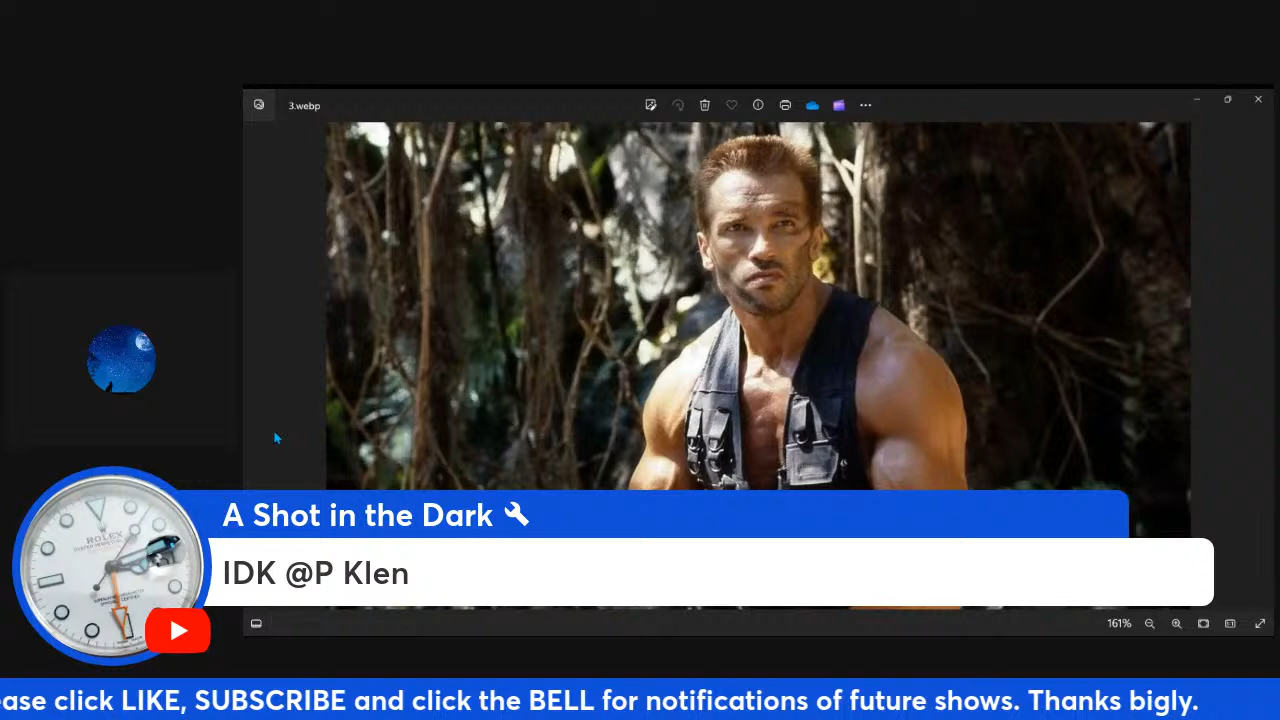 3.webp
A Shot in the Dark
IDK @P Klen
ROLEX
161%
ease click LIKE, SUBSCRIBE and click the BELL for notifications of future shows. Thanks bigly.